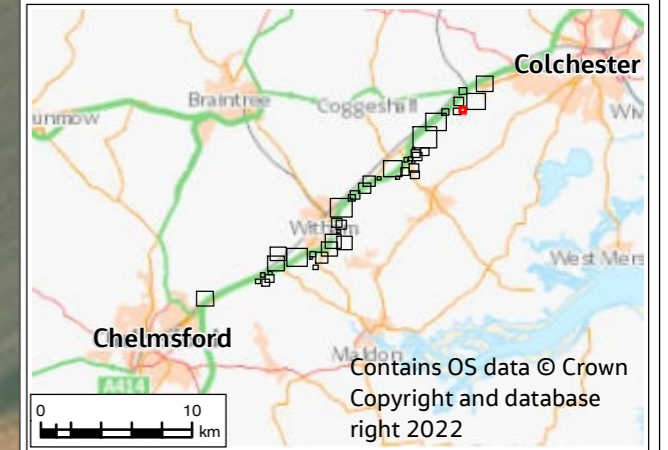 Colchester
Braintree
Coggeshall
unmow
Wiv
Witham
West Mers
Chelmsford
Maldon
A414
Contains OS data © Crown
Copyright and database
right 2022
0 10
km